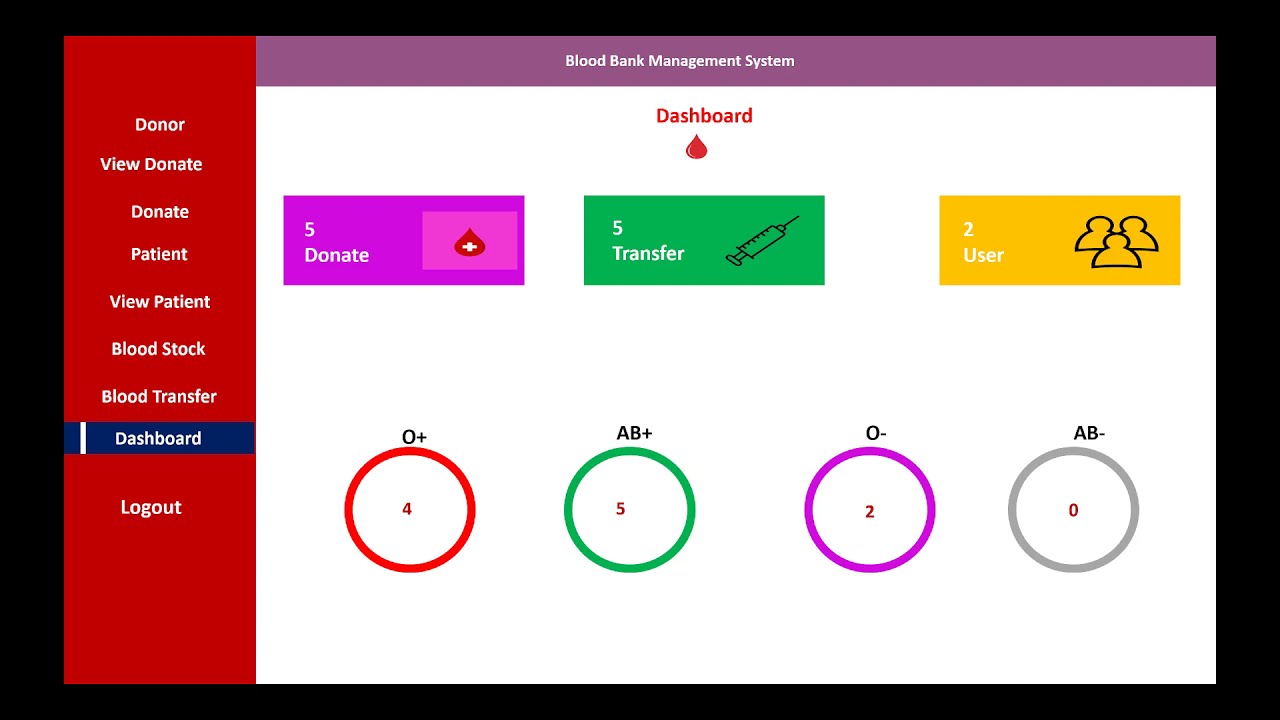 Blood Bank Management System
Donor
View Donate
Donate
Patient
View Patient
Blood Stock
Blood Transfer
Dashboard
Logout
Dashboard
5
Donate
5
Transfer
2
User
O+
AB+
O-
AB-
4
5
2
0